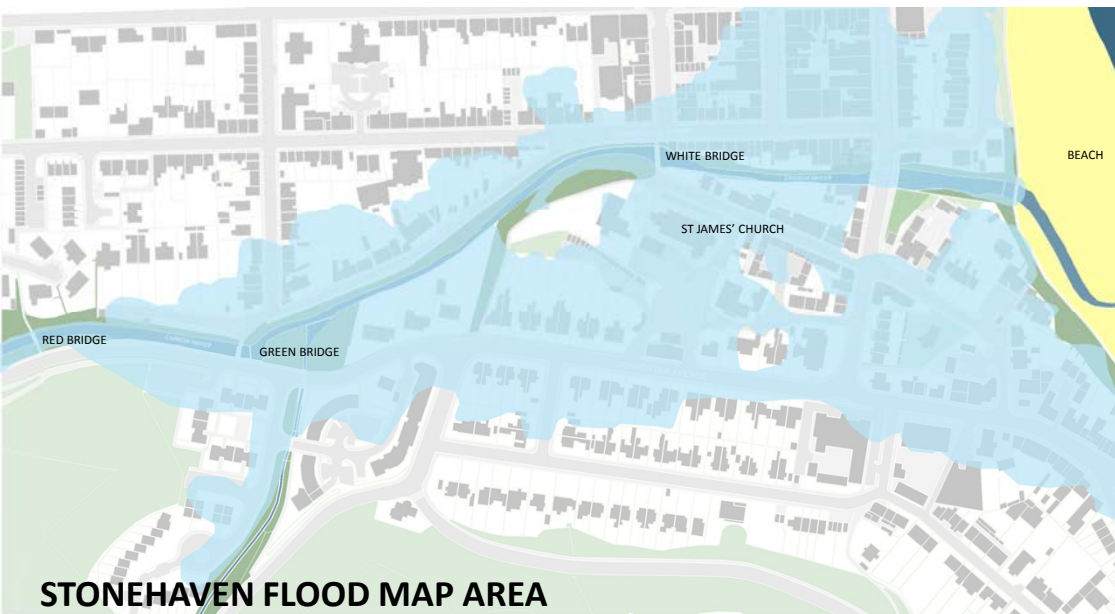 WHITE BRIDGE
BEACH
ST JAMES' CHURCH
RED BRIDGE
GREEN BRIDGE
STONEHAVEN FLOOD MAP AREA